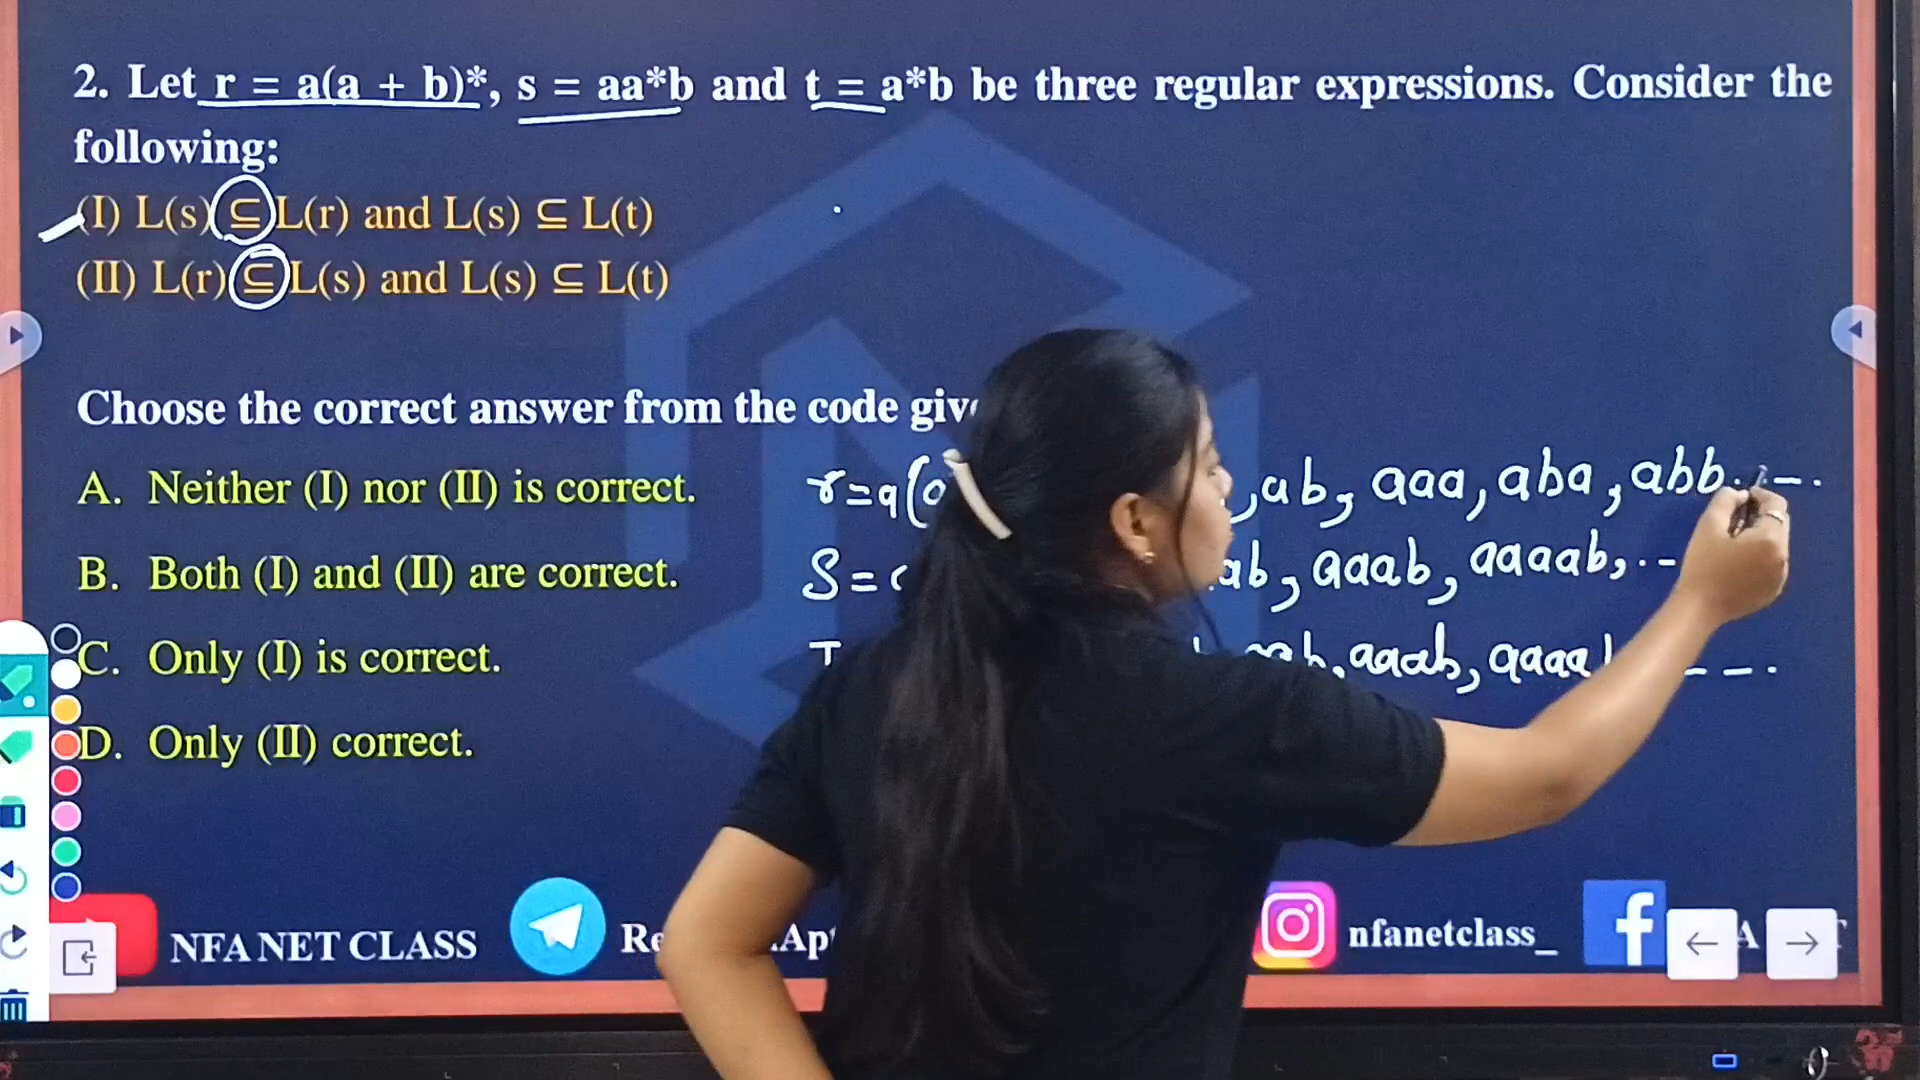 2. Let r = a(a + b)*, s = aa*b and t = a*b be three regular expressions. Consider the
following:
(I) L(s) ⊆ L(r) and L(s) ⊆ L(t)
(II) L(r) ⊆ L(s) and L(s) ⊆ L(t)
Choose the correct answer from the code
A. Neither (I) nor (II) is correct.
r=a( ,ab, aaa, aba, abb,--.
B. Both (I) and (II) are correct.
S= , aaab, aaaab,--
C. Only (I) is correct.
aaab, --.
D. Only (II) correct.
NFA NET CLASS
nfanetclass_